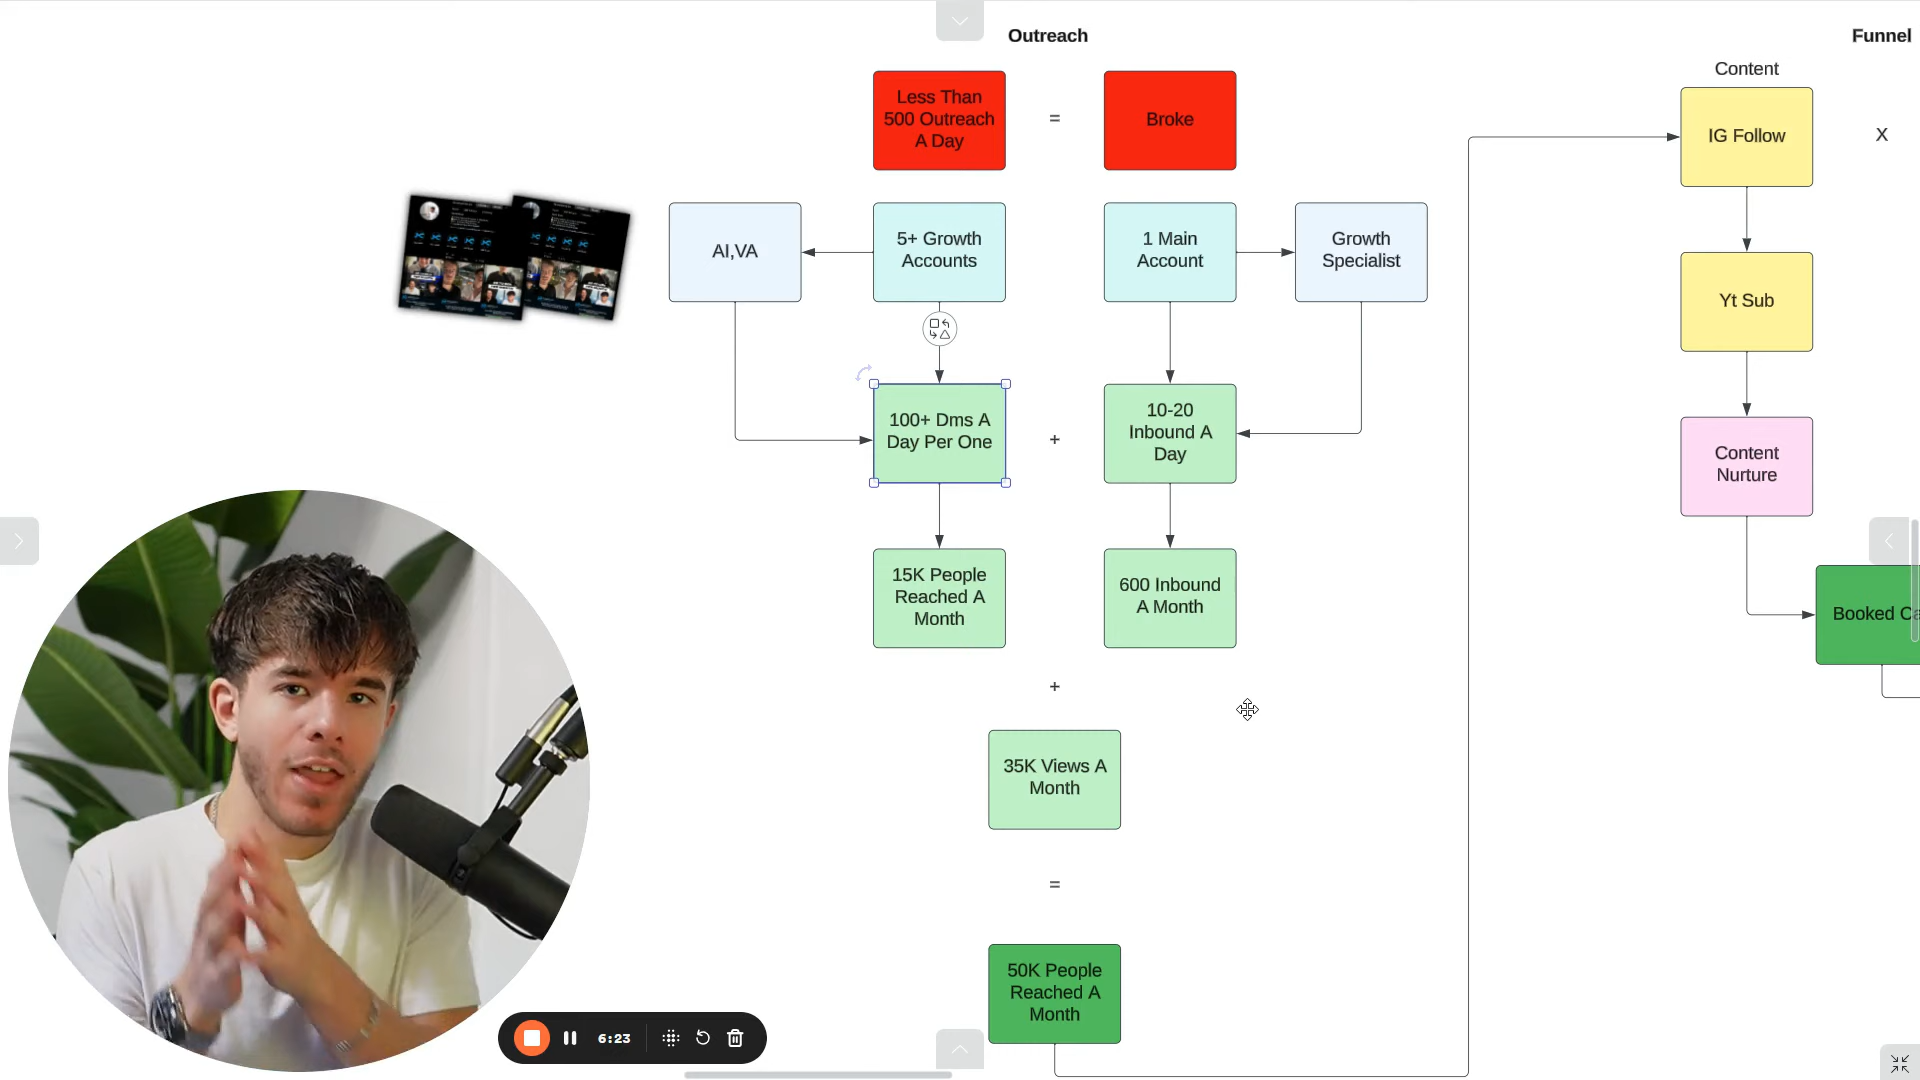 Outreach
Funnel
Content
Less Than
500 Outreach
A Day
=
Broke
IG Follow
X
AI,VA
5+ Growth
Accounts
1 Main
Account
Growth
Specialist
Yt Sub
100+ Dms A
Day Per One
+
10-20
Inbound A
Day
Content
Nurture
15K People
Reached A
Month
600 Inbound
A Month
Booked Ca
+
35K Views A
Month
=
50K People
Reached A
Month
6:23